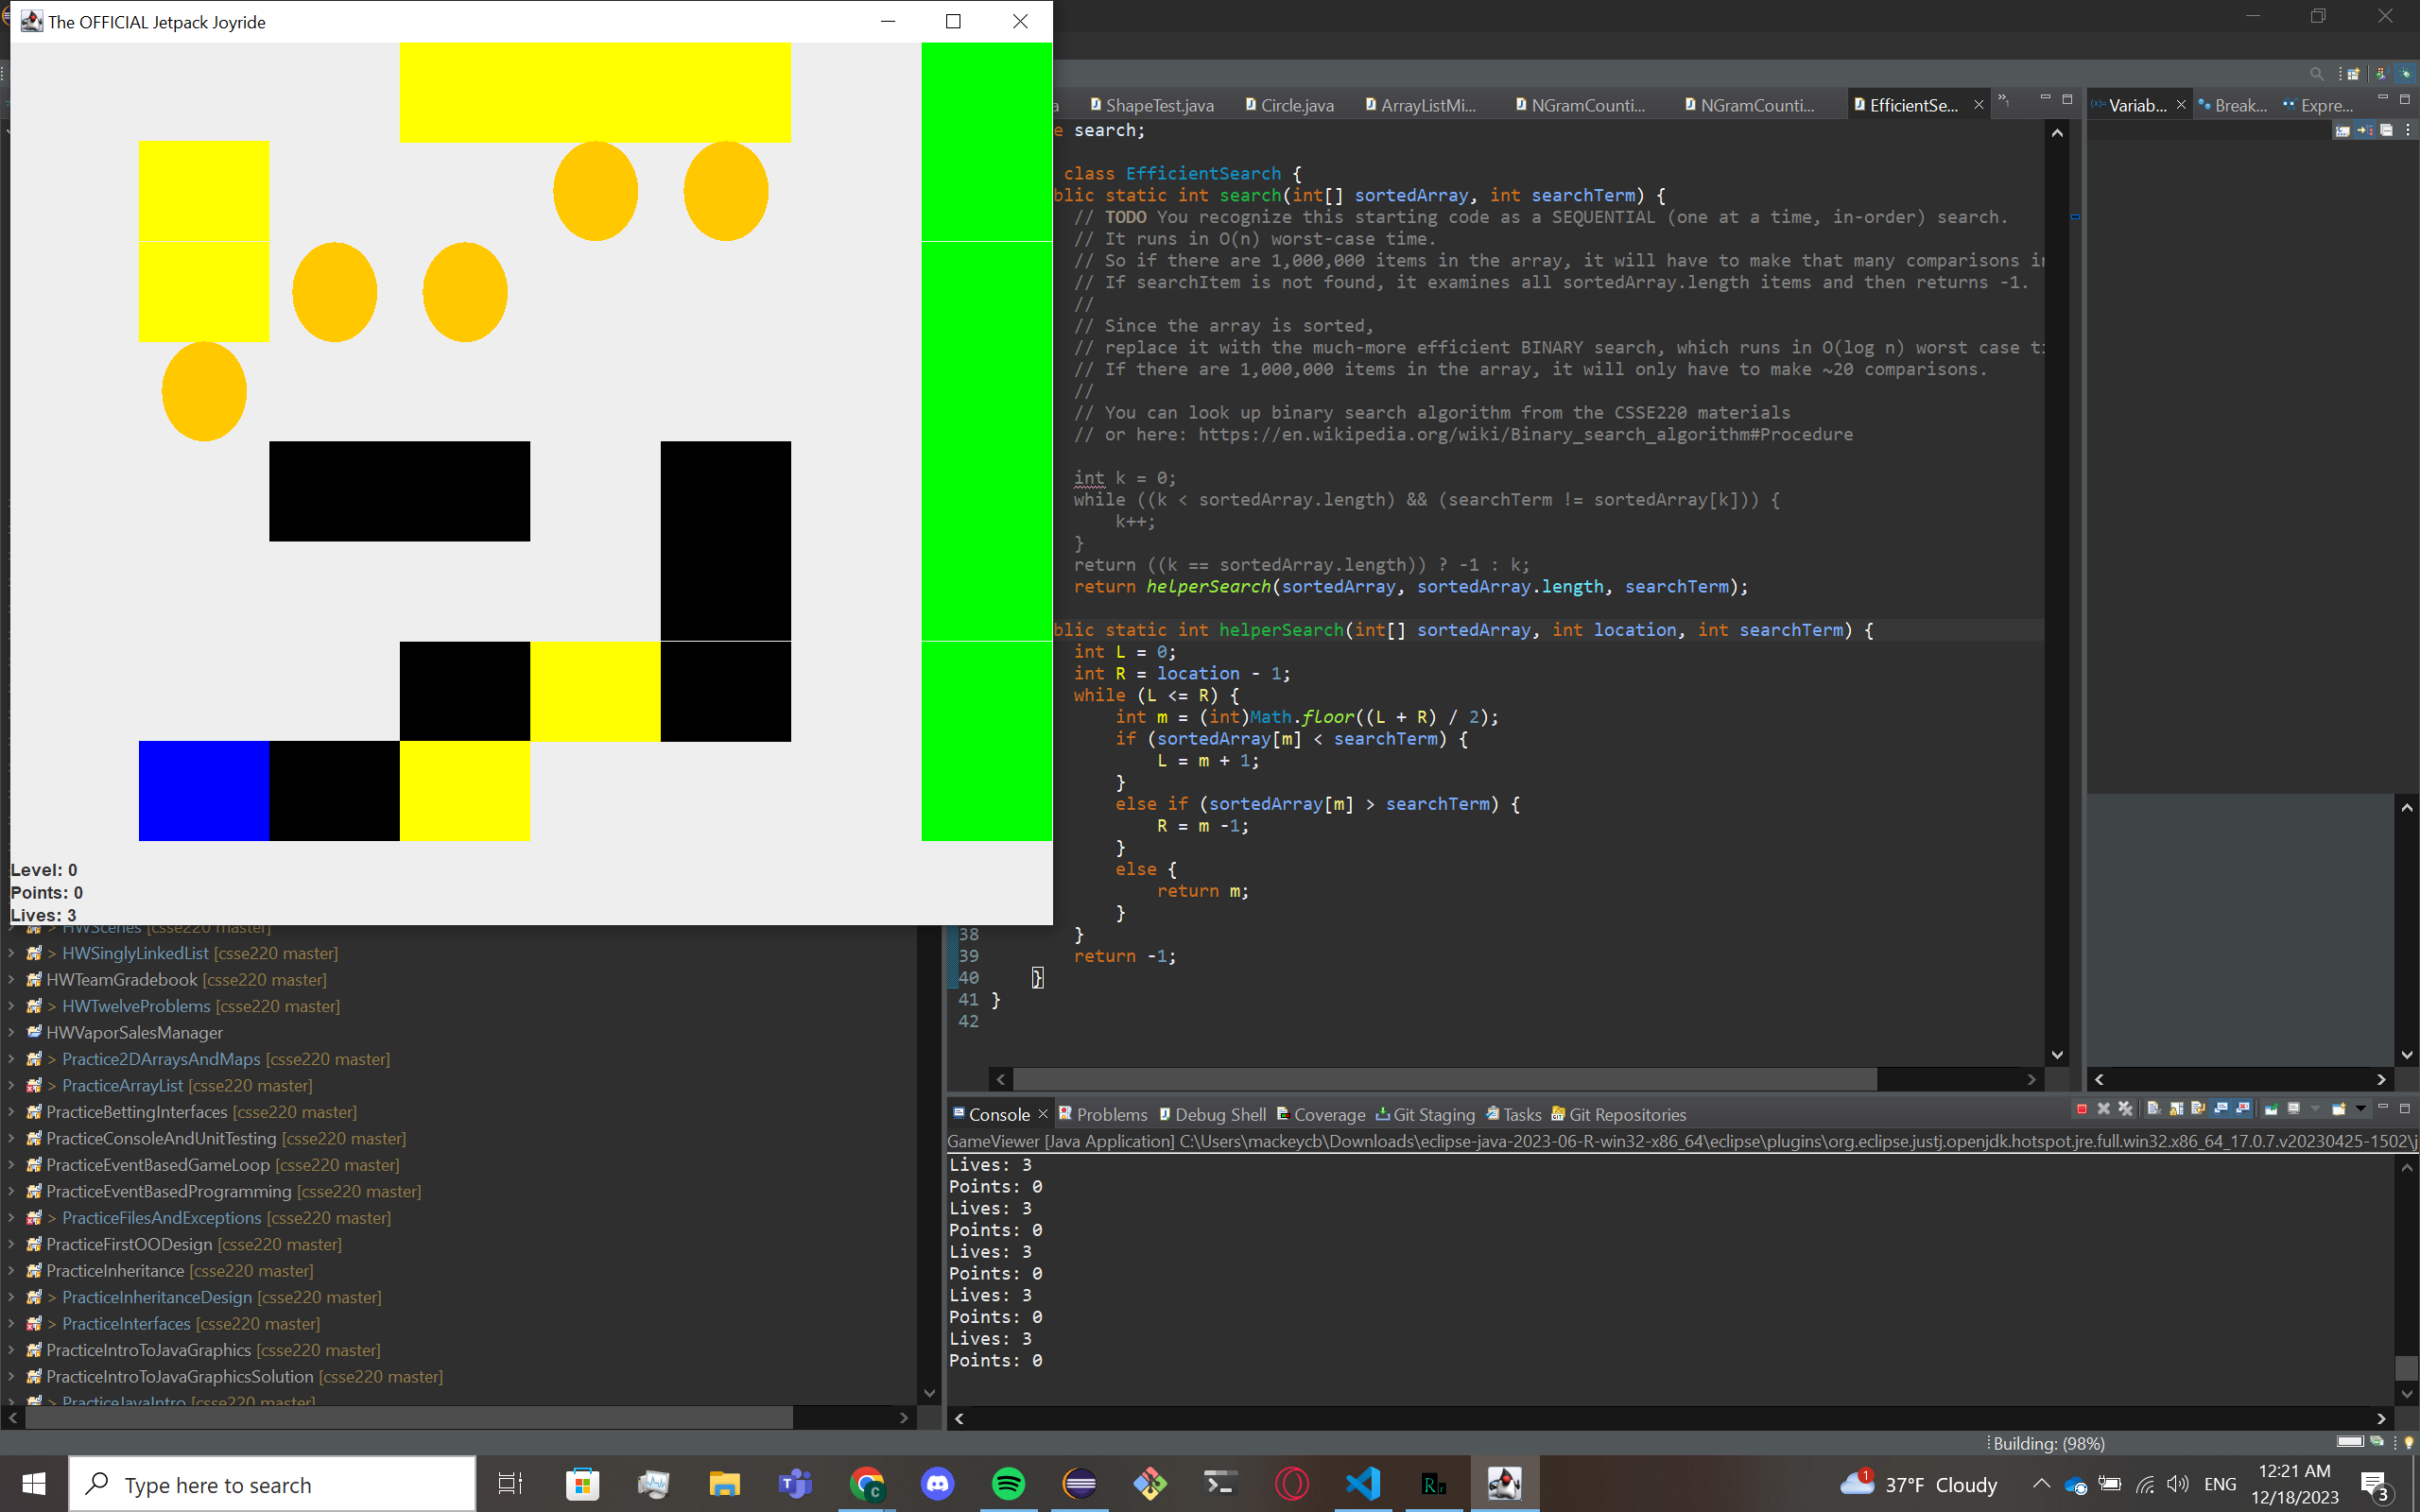 The OFFICIAL Jetpack Joyride
Level: 0
Points: 0
Lives: 3
ShapeTest.java
Circle.java
ArrayListMi...
NGramCounti...
NGramCounti...
EfficientSe...
Variab...
Break...
Expre...
e search;
class EfficientSearch {
blic static int search(int[] sortedArray, int searchTerm) {
// TODO You recognize this starting code as a SEQUENTIAL (one at a time, in-order) search.
// It runs in O(n) worst-case time.
// So if there are 1,000,000 items in the array, it will have to make that many comparisons in
// If searchItem is not found, it examines all sortedArray.length items and then returns -1.
//
// Since the array is sorted,
// replace it with the much-more efficient BINARY search, which runs in O(log n) worst case ti
// If there are 1,000,000 items in the array, it will only have to make ~20 comparisons.
//
// You can look up binary search algorithm from the CSSE220 materials
// or here: https://en.wikipedia.org/wiki/Binary_search_algorithm#Procedure
int k = 0;
while ((k < sortedArray.length) && (searchTerm != sortedArray[k])) {
k++;
}
return ((k == sortedArray.length)) ? -1 : k;
return helperSearch(sortedArray, sortedArray.length, searchTerm);
blic static int helperSearch(int[] sortedArray, int location, int searchTerm) {
int L = 0;
int R = location - 1;
while (L <= R) {
int m = (int)Math.floor((L + R) / 2);
if (sortedArray[m] < searchTerm) {
L = m + 1;
}
else if (sortedArray[m] > searchTerm) {
R = m -1;
}
else {
return m;
}
38 }
39 return -1;
40 }
41 }
42
> HWScenes [csse220 master]
> HWSinglyLinkedList [csse220 master]
HWTeamGradebook [csse220 master]
> HWTwelveProblems [csse220 master]
HWVaporSalesManager
> Practice2DArraysAndMaps [csse220 master]
> PracticeArrayList [csse220 master]
PracticeBettingInterfaces [csse220 master]
PracticeConsoleAndUnitTesting [csse220 master]
PracticeEventBasedGameLoop [csse220 master]
PracticeEventBasedProgramming [csse220 master]
> PracticeFilesAndExceptions [csse220 master]
PracticeFirstOODesign [csse220 master]
PracticeInheritance [csse220 master]
> PracticeInheritanceDesign [csse220 master]
> PracticeInterfaces [csse220 master]
PracticeIntroToJavaGraphics [csse220 master]
PracticeIntroToJavaGraphicsSolution [csse220 master]
> PracticeJavaIntro [csse220 master]
Console
Problems
Debug Shell
Coverage
Git Staging
Tasks
Git Repositories
GameViewer [Java Application] C:\Users\mackeycb\Downloads\eclipse-java-2023-06-R-win32-x86_64\eclipse\plugins\org.eclipse.justj.openjdk.hotspot.jre.full.win32.x86_64_17.0.7.v20230425-1502\j
Lives: 3
Points: 0
Lives: 3
Points: 0
Lives: 3
Points: 0
Lives: 3
Points: 0
Lives: 3
Points: 0
Building: (98%)
Type here to search
37°F Cloudy
ENG
12:21 AM
12/18/2023